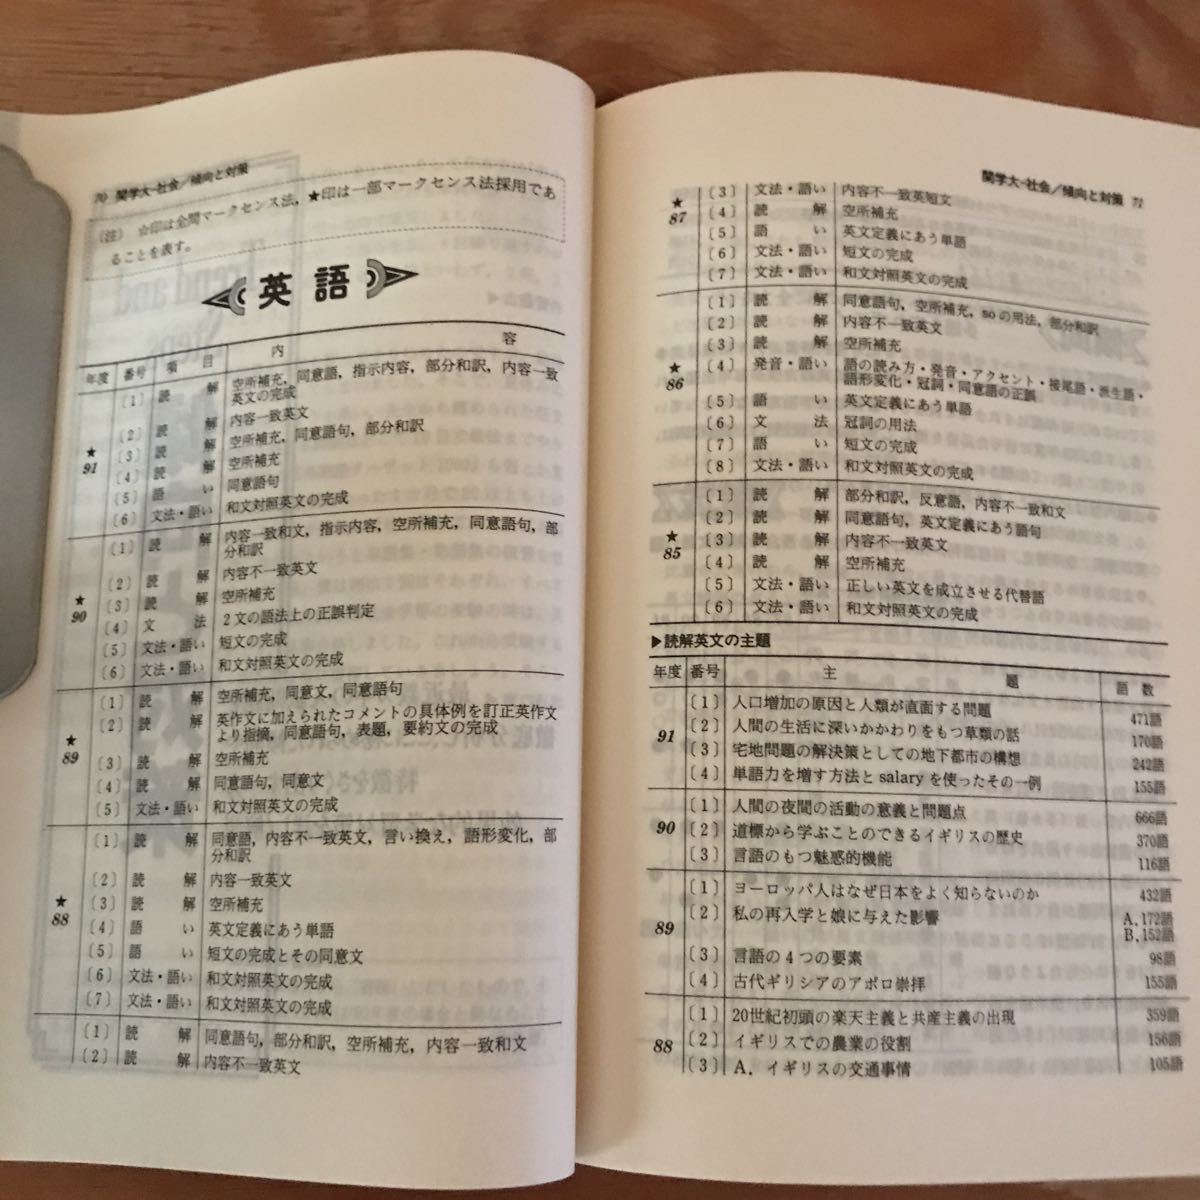 70 関学大-社会／傾向と対策
（注） ☆印は全問マークセンス法，★印は一部マークセンス法採用であ
ることを表す。
英語
年度 番号 項目 内容
★91 〔1〕 読解 空所補充，同意語，指示内容，部分和訳，内容一致
英文の完成
〔2〕 読解 内容一致英文
〔3〕 読解 空所補充，同意語句，部分和訳
〔4〕 読解 空所補充
〔5〕 語い 同意語句
〔6〕 文法・語い 和文対照英文の完成
★90 〔1〕 読解 内容一致和文，指示内容，空所補充，同意語句，部
分和訳
〔2〕 読解 内容不一致英文
〔3〕 読解 空所補充
〔4〕 文法 2文の語法上の正誤判定
〔5〕 文法・語い 短文の完成
〔6〕 文法・語い 和文対照英文の完成
★89 〔1〕 読解 空所補充，同意文，同意語句
〔2〕 読解 英作文に加えられたコメントの具体例を訂正英作文
より指摘，同意語句，表題，要約文の完成
〔3〕 読解 空所補充
〔4〕 読解 同意語句，同意文
〔5〕 文法・語い 和文対照英文の完成
★88 〔1〕 読解 同意語，内容不一致英文，言い換え，語形変化，部
分和訳
〔2〕 読解 内容一致英文
〔3〕 読解 空所補充
〔4〕 語い 英文定義にあう単語
〔5〕 語い 短文の完成とその同意文
〔6〕 文法・語い 和文対照英文の完成
〔7〕 文法・語い 和文対照英文の完成
〔1〕 読解 同意語句，部分和訳，空所補充，内容一致和文
〔2〕 読解 内容不一致英文
関学大-社会／傾向と対策 71
★87 〔3〕 文法・語い 内容不一致英短文
〔4〕 読解 空所補充
〔5〕 語い 英文定義にあう単語
〔6〕 文法・語い 短文の完成
〔7〕 文法・語い 和文対照英文の完成
★86 〔1〕 読解 同意語句，空所補充，soの用法，部分和訳
〔2〕 読解 内容不一致英文
〔3〕 読解 空所補充
〔4〕 発音・語い 語の読み方・発音・アクセント・接尾語・派生語・
語形変化・冠詞・同意語の正誤
〔5〕 語い 英文定義にあう単語
〔6〕 文法 冠詞の用法
〔7〕 語い 短文の完成
〔8〕 文法・語い 和文対照英文の完成
★85 〔1〕 読解 部分和訳，反意語，内容不一致和文
〔2〕 読解 同意語句，英文定義にあう語句
〔3〕 読解 内容不一致英文
〔4〕 読解 空所補充
〔5〕 文法・語い 正しい英文を成立させる代替語
〔6〕 文法・語い 和文対照英文の完成
▶読解英文の主題
年度 番号 主題 語数
91 〔1〕 人口増加の原因と人類が直面する問題 471語
〔2〕 人間の生活に深いかかわりをもつ草類の話 170語
〔3〕 宅地問題の解決策としての地下都市の構想 242語
〔4〕 単語力を増す方法とsalaryを使ったその一例 155語
90 〔1〕 人間の夜間の活動の意義と問題点 666語
〔2〕 道標から学ぶことのできるイギリスの歴史 370語
〔3〕 言語のもつ魅惑的機能 116語
89 〔1〕 ヨーロッパ人はなぜ日本をよく知らないのか 432語
〔2〕 私の再入学と娘に与えた影響 A．172語
B．152語
〔3〕 言語の4つの要素 98語
〔4〕 古代ギリシアのアポロ崇拝 155語
88 〔1〕 20世紀初頭の楽天主義と共産主義の出現 359語
〔2〕 イギリスでの農業の役割 156語
〔3〕 A．イギリスの交通事情 105語